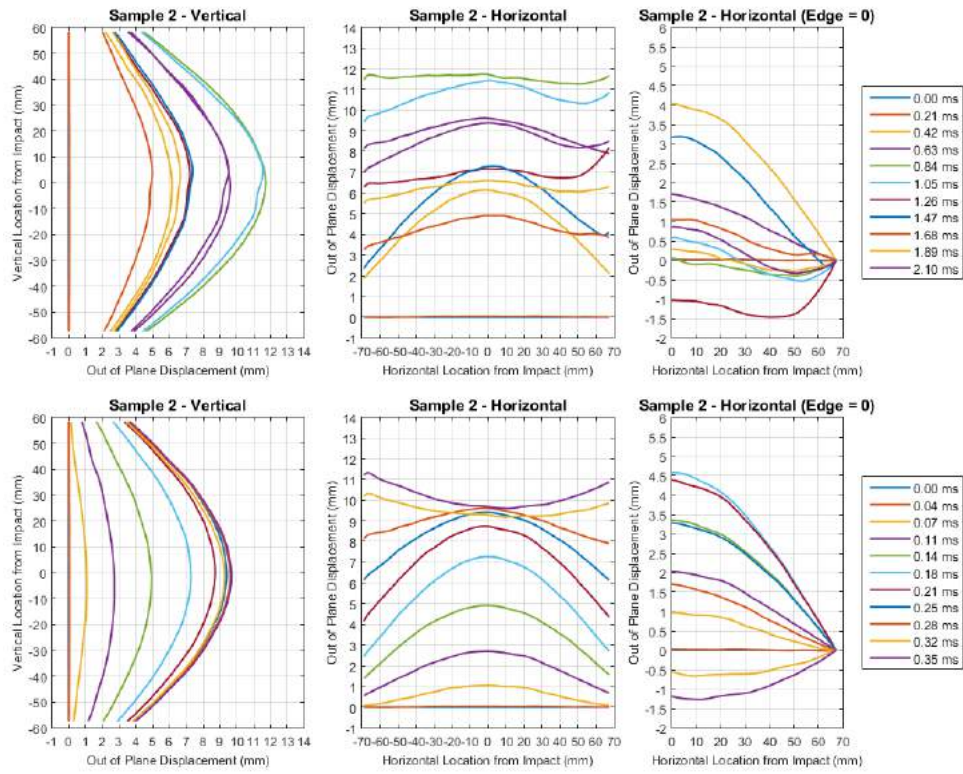 Sample 2 - Vertical
60
50
40
30
20
10
0
-10
-20
-30
-40
-50
-60
Vertical Location from Impact (mm)
-1 0 1 2 3 4 5 6 7 8 9 10 11 12 13 14
Out of Plane Displacement (mm)
Sample 2 - Horizontal
14
13
12
11
10
9
8
7
6
5
4
3
2
1
0
-1
Out of Plane Displacement (mm)
-70-60-50-40-30-20-10 0 10 20 30 40 50 60 70
Horizontal Location from Impact (mm)
Sample 2 - Horizontal (Edge = 0)
6
5.5
5
4.5
4
3.5
3
2.5
2
1.5
1
0.5
0
-0.5
-1
-1.5
-2
Out of Plane Displacement (mm)
0 10 20 30 40 50 60 70
Horizontal Location from Impact (mm)
0.00 ms
0.21 ms
0.42 ms
0.63 ms
0.84 ms
1.05 ms
1.26 ms
1.47 ms
1.68 ms
1.89 ms
2.10 ms
Sample 2 - Vertical
60
50
40
30
20
10
0
-10
-20
-30
-40
-50
-60
Vertical Location from Impact (mm)
-1 0 1 2 3 4 5 6 7 8 9 10 11 12 13 14
Out of Plane Displacement (mm)
Sample 2 - Horizontal
14
13
12
11
10
9
8
7
6
5
4
3
2
1
0
-1
Out of Plane Displacement (mm)
-70-60-50-40-30-20-10 0 10 20 30 40 50 60 70
Horizontal Location from Impact (mm)
Sample 2 - Horizontal (Edge = 0)
6
5.5
5
4.5
4
3.5
3
2.5
2
1.5
1
0.5
0
-0.5
-1
-1.5
-2
Out of Plane Displacement (mm)
0 10 20 30 40 50 60 70
Horizontal Location from Impact (mm)
0.00 ms
0.04 ms
0.07 ms
0.11 ms
0.14 ms
0.18 ms
0.21 ms
0.25 ms
0.28 ms
0.32 ms
0.35 ms